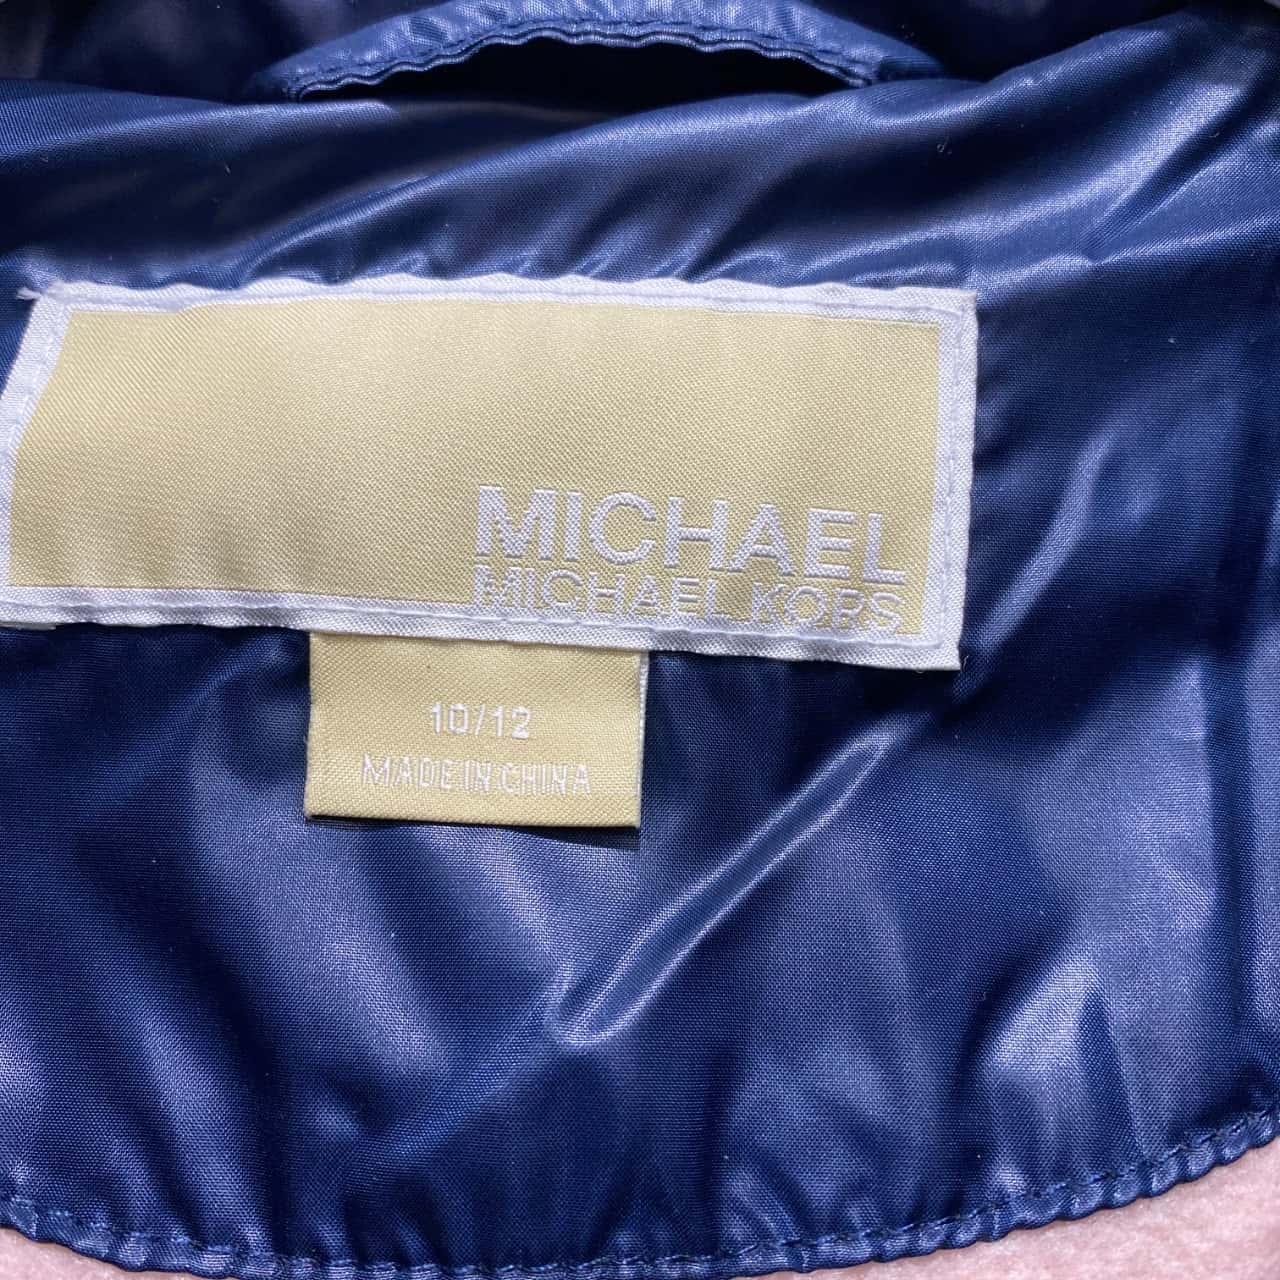 MICHAEL
MICHAEL KORS
10/12
MADE IN CHINA